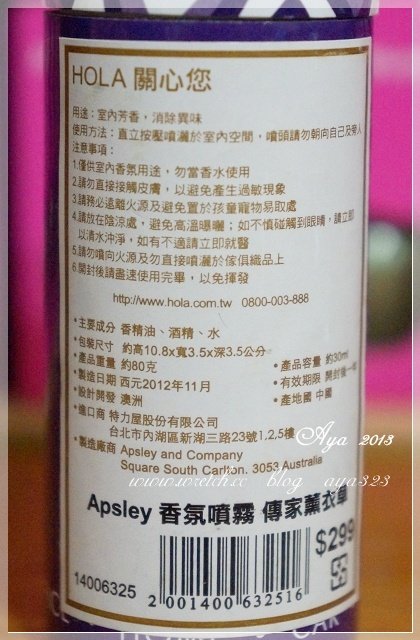 HOLA 關心您
用途：室內芳香，消除異味
使用方法：直立按壓噴灑於室內空間，噴頭請勿朝向自己及旁人
注意事項：
1.僅供室內香氛用途，勿當香水使用
2.請勿直接接觸皮膚，以避免產生過敏現象
3.請務必遠離火源及避免置於孩童寵物易取處
4.請放在陰涼處，避免高溫曝曬；如不慎碰觸到眼睛，請立即
以清水沖淨，如有不適請立即就醫
5.請勿噴向火源及勿直接噴灑於傢俱織品上
6.開封後請盡速使用完畢，以免揮發
http://www.hola.com.tw 0800-003-888
•主要成分 香精油、酒精、水
•包裝尺寸 約高10.8x寬3.5x深3.5公分
•產品重量 約80克 •產品容量 約30ml
•製造日期 西元2012年11月 •有效期限 開封後一年
•設計開發 澳洲 •產地國 中國
•進口商 特力屋股份有限公司
台北市內湖區新湖三路23號1.2.5樓
•製造廠商 Apsley and Company
Square South Carlton. 3053 Australia
Aya 2013
www.wretch.cc blog aya323
Apsley 香氛噴霧 傳家薰衣草
$299
14006325
2 001400 632516